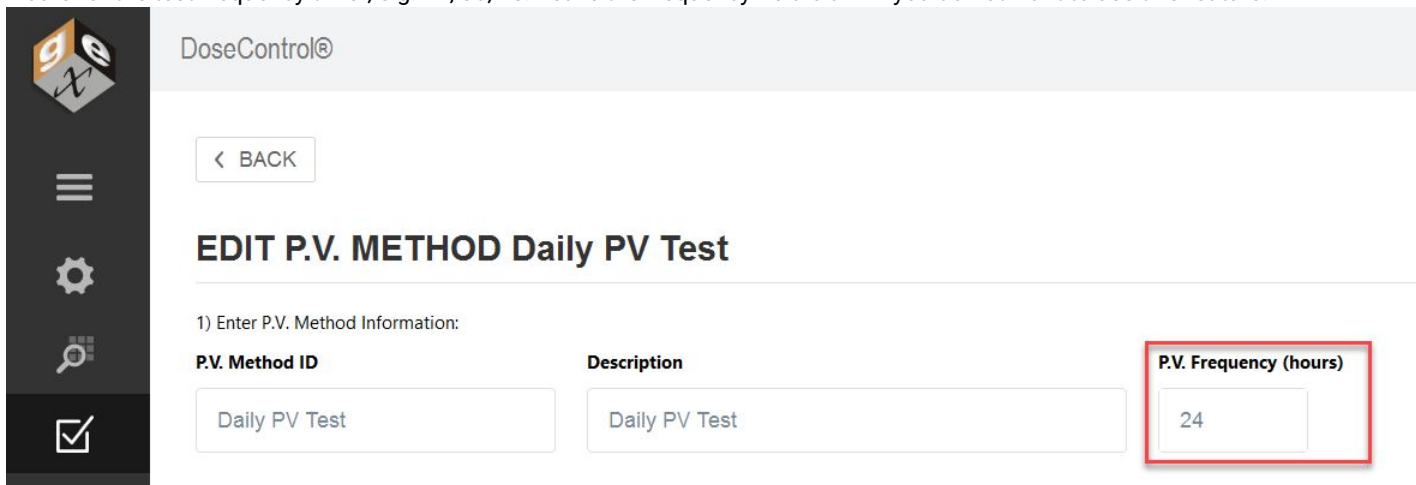 DoseControl®
gex
BACK
EDIT P.V. METHOD Daily PV Test
1) Enter P.V. Method Information:
P.V. Method ID Description P.V. Frequency (hours)
Daily PV Test Daily PV Test 24